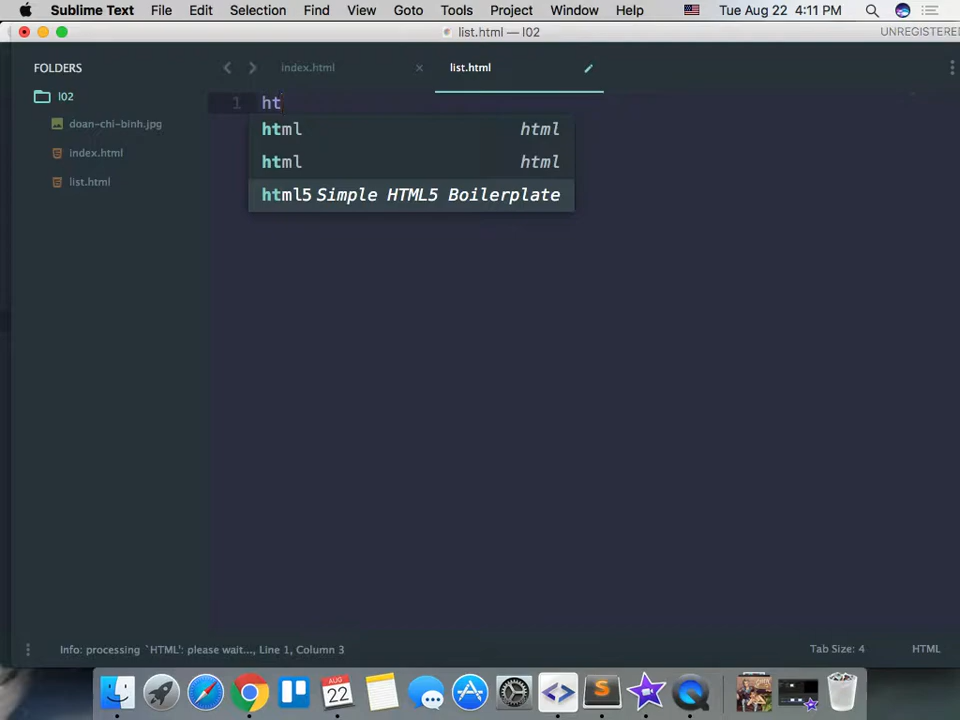 Sublime Text File Edit Selection Find View Goto Tools Project Window Help Tue Aug 22 4:11 PM
list.html — l02 UNREGISTERED
FOLDERS index.html × list.html
l02
doan-chi-binh.jpg
index.html
list.html
1 ht
html html
html html
html5 Simple HTML5 Boilerplate
Info: processing `HTML': please wait..., Line 1, Column 3 Tab Size: 4 HTML
AUG
22